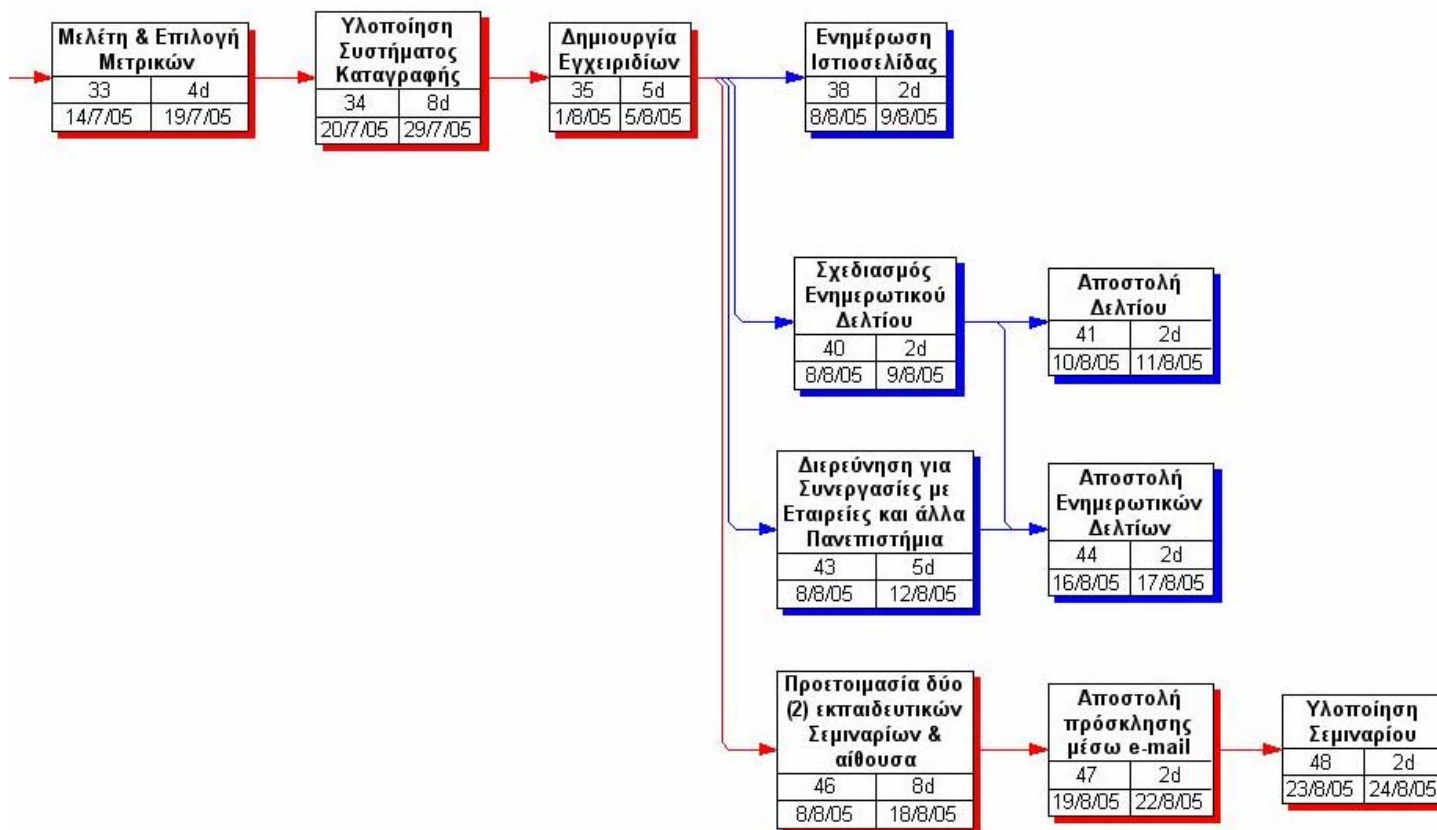 Μελέτη & Επιλογή
Μετρικών
33 4d
14/7/05 19/7/05
Υλοποίηση
Συστήματος
Καταγραφής
34 8d
20/7/05 29/7/05
Δημιουργία
Εγχειριδίων
35 5d
1/8/05 5/8/05
Ενημέρωση
Ιστιοσελίδας
38 2d
8/8/05 9/8/05
Σχεδιασμός
Ενημερωτικού
Δελτίου
40 2d
8/8/05 9/8/05
Αποστολή
Δελτίου
41 2d
10/8/05 11/8/05
Διερεύνηση για
Συνεργασίες με
Εταιρείες και άλλα
Πανεπιστήμια
43 5d
8/8/05 12/8/05
Αποστολή
Ενημερωτικών
Δελτίων
44 2d
16/8/05 17/8/05
Προετοιμασία δύο
(2) εκπαιδευτικών
Σεμιναρίων &
αίθουσα
46 8d
8/8/05 18/8/05
Αποστολή
πρόσκλησης
μέσω e-mail
47 2d
19/8/05 22/8/05
Υλοποίηση
Σεμιναρίου
48 2d
23/8/05 24/8/05